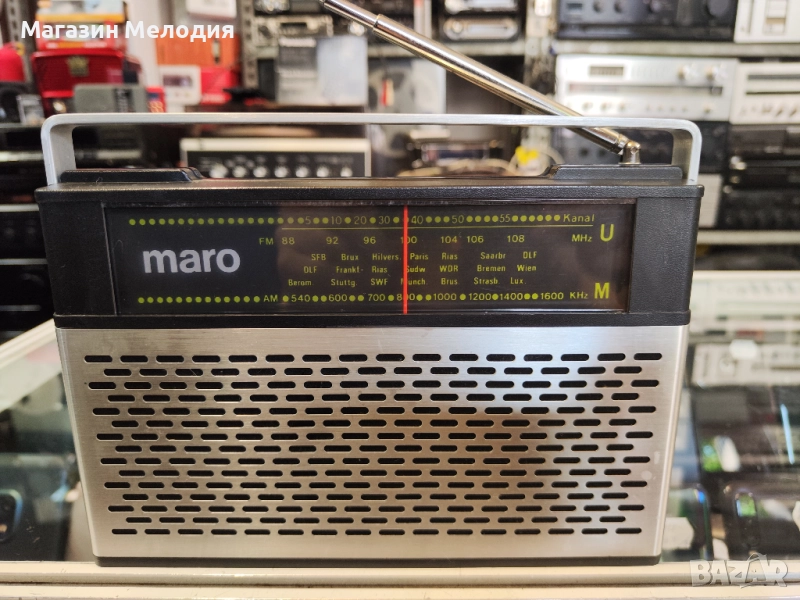 Магазин Мелодия
5 10 20 30 40 50 55 Kanal
FM 88 92 96 100 104 106 108 MHz U
maro
SFB Brux Hilvers Paris Rias Saarbr DLF
DLF Frankf- Rias Sudw WDR Bremen Wien
Berom Stuttg SWF Munch Brus Strash Lux
AM 540 600 700 800 1000 1200 1400 1600 KHz M
BAZAR